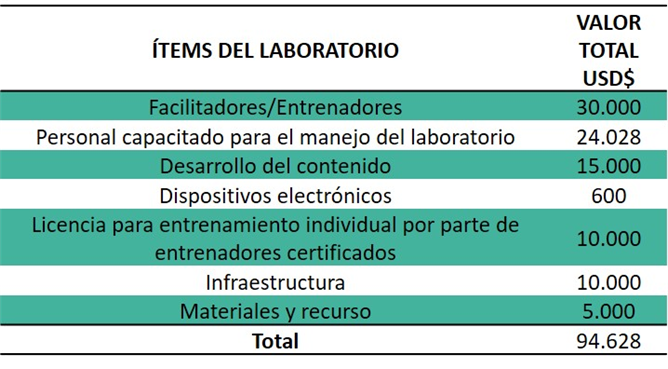 ÍTEMS DEL LABORATORIO VALOR TOTAL USD$
Facilitadores/Entrenadores 30.000
Personal capacitado para el manejo del laboratorio 24.028
Desarrollo del contenido 15.000
Dispositivos electrónicos 600
Licencia para entrenamiento individual por parte de
entrenadores certificados 10.000
Infraestructura 10.000
Materiales y recurso 5.000
Total 94.628